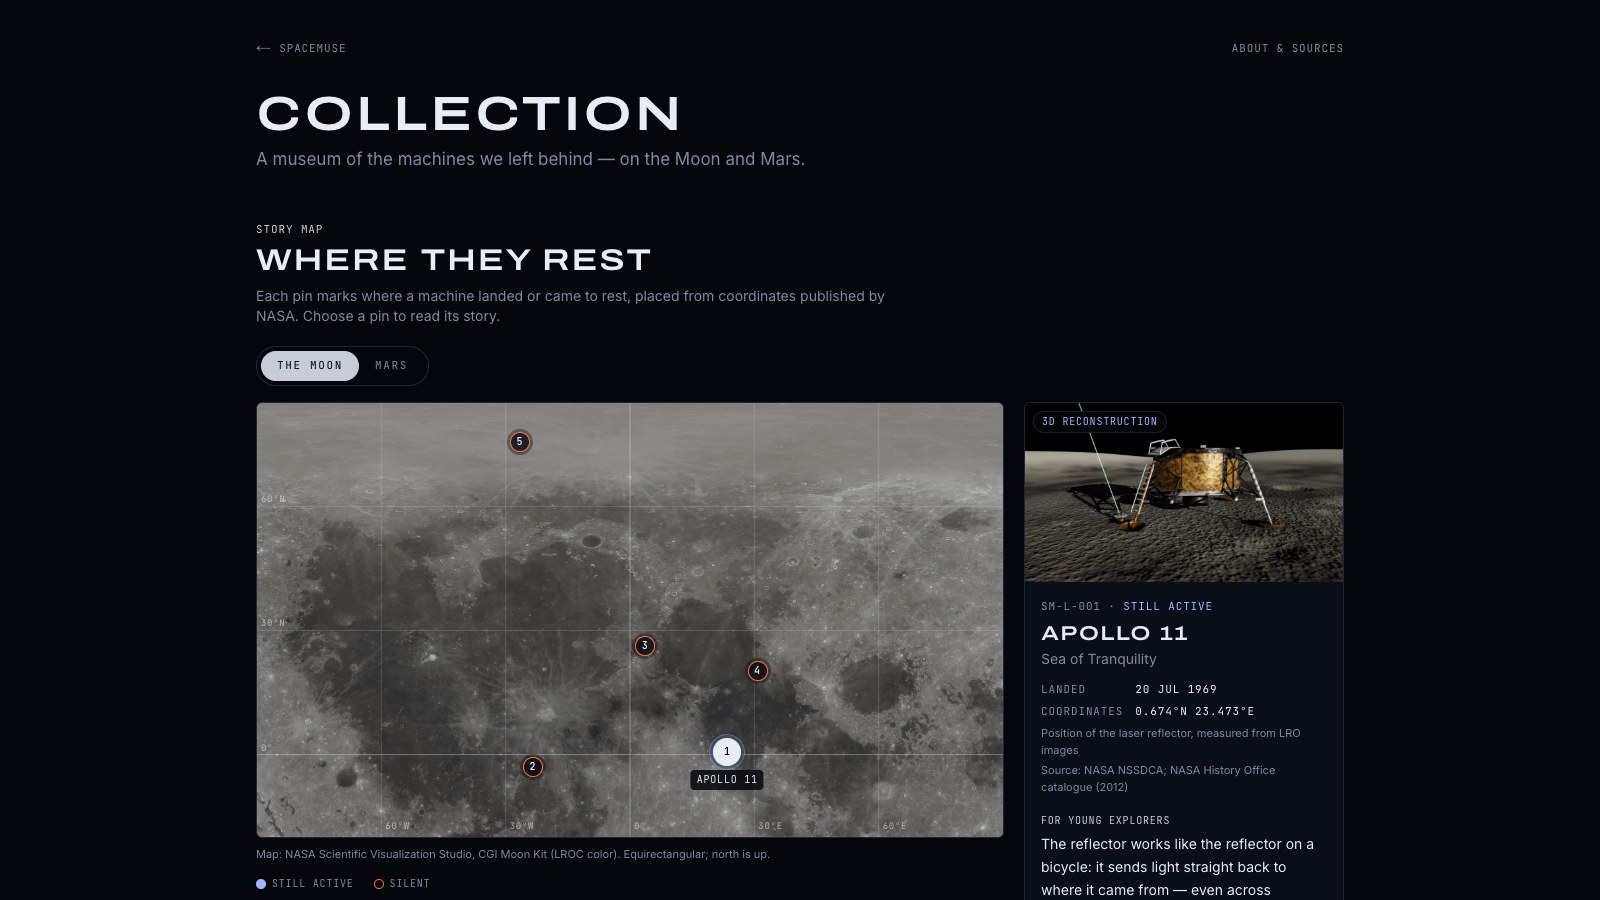 ← SPACEMUSE
ABOUT & SOURCES
COLLECTION
A museum of the machines we left behind — on the Moon and Mars.
STORY MAP
WHERE THEY REST
Each pin marks where a machine landed or came to rest, placed from coordinates published by
NASA. Choose a pin to read its story.
THE MOON
MARS
5
60°N
30°N
3
4
0°
1
2
APOLLO 11
60°W
30°W
0°
30°E
60°E
Map: NASA Scientific Visualization Studio, CGI Moon Kit (LROC color). Equirectangular; north is up.
STILL ACTIVE
SILENT
3D RECONSTRUCTION
SM-L-001 · STILL ACTIVE
APOLLO 11
Sea of Tranquility
LANDED 20 JUL 1969
COORDINATES 0.674°N 23.473°E
Position of the laser reflector, measured from LRO
images
Source: NASA NSSDCA; NASA History Office
catalogue (2012)
FOR YOUNG EXPLORERS
The reflector works like the reflector on a
bicycle: it sends light straight back to
where it came from — even across